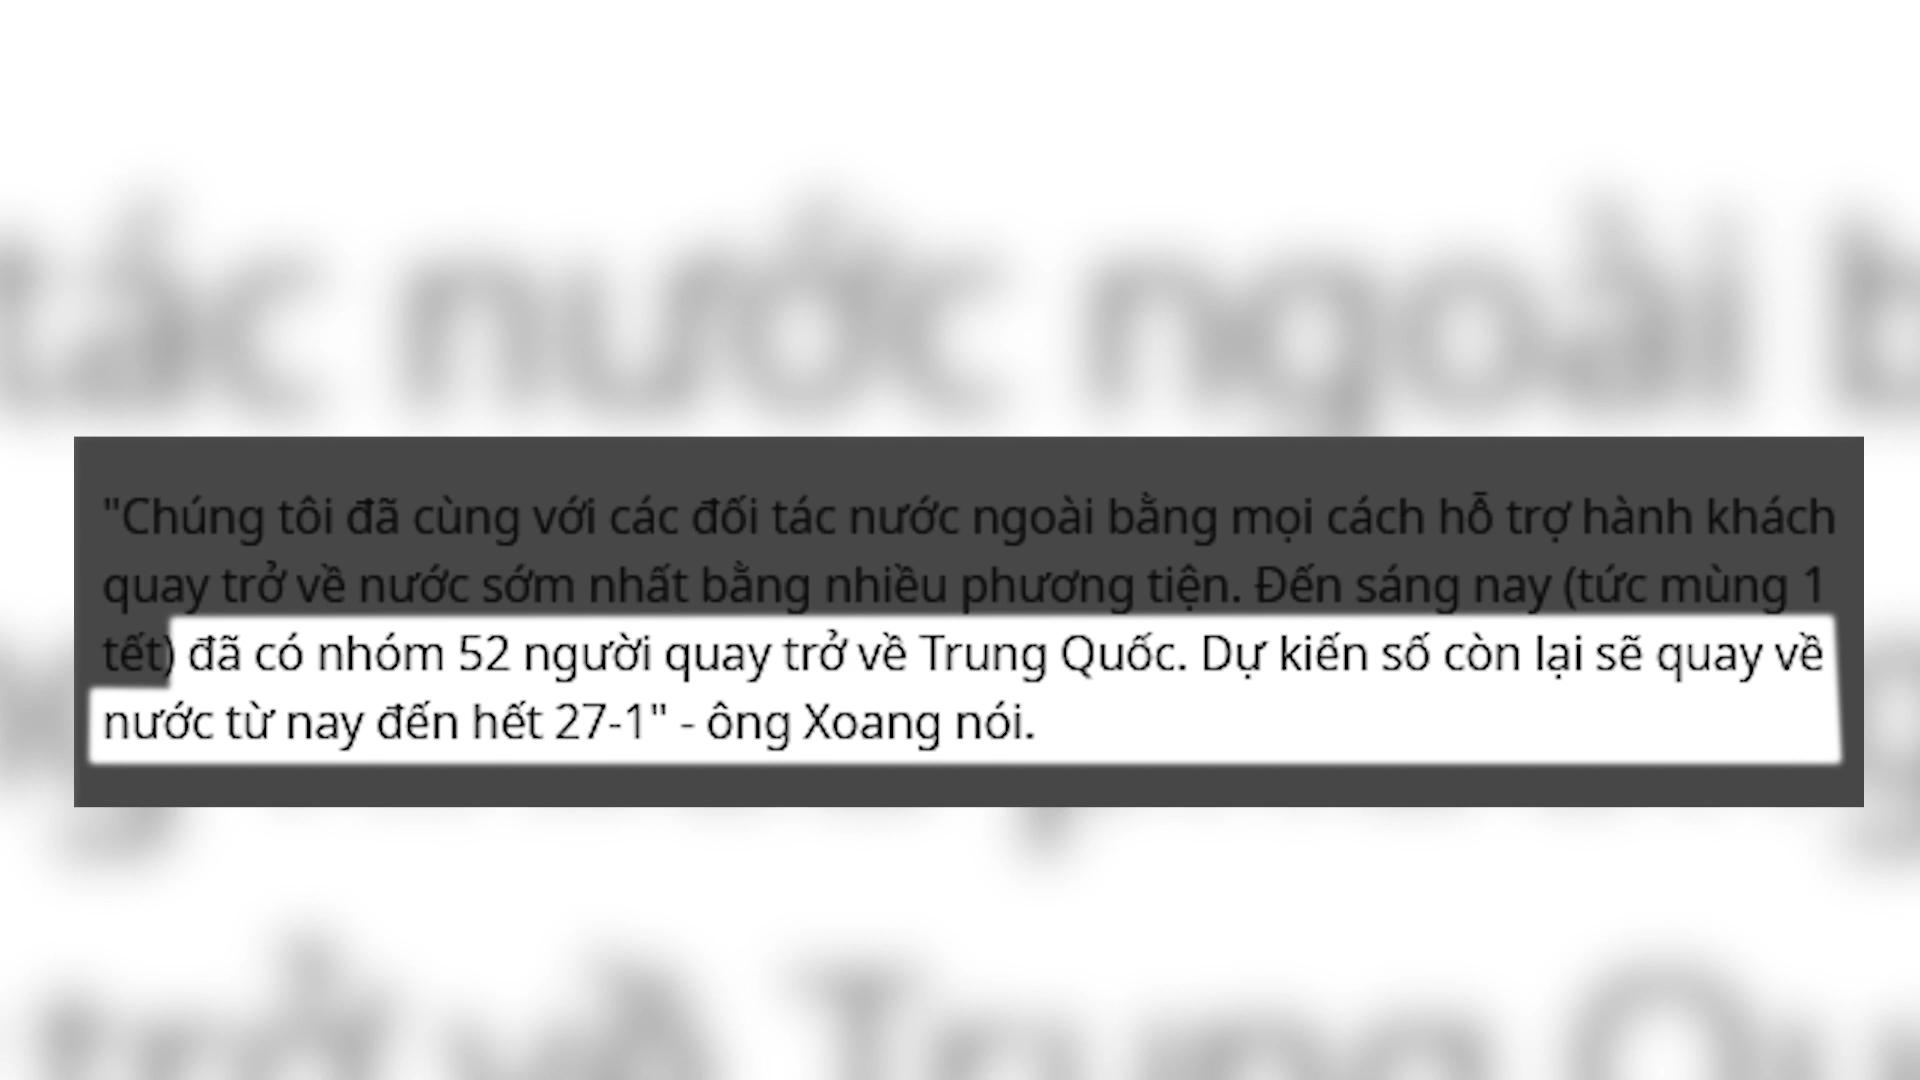 "Chúng tôi đã cùng với các đối tác nước ngoài bằng mọi cách hỗ trợ hành khách
quay trở về nước sớm nhất bằng nhiều phương tiện. Đến sáng nay (tức mùng 1
tết) đã có nhóm 52 người quay trở về Trung Quốc. Dự kiến số còn lại sẽ quay về
nước từ nay đến hết 27-1" - ông Xoang nói.